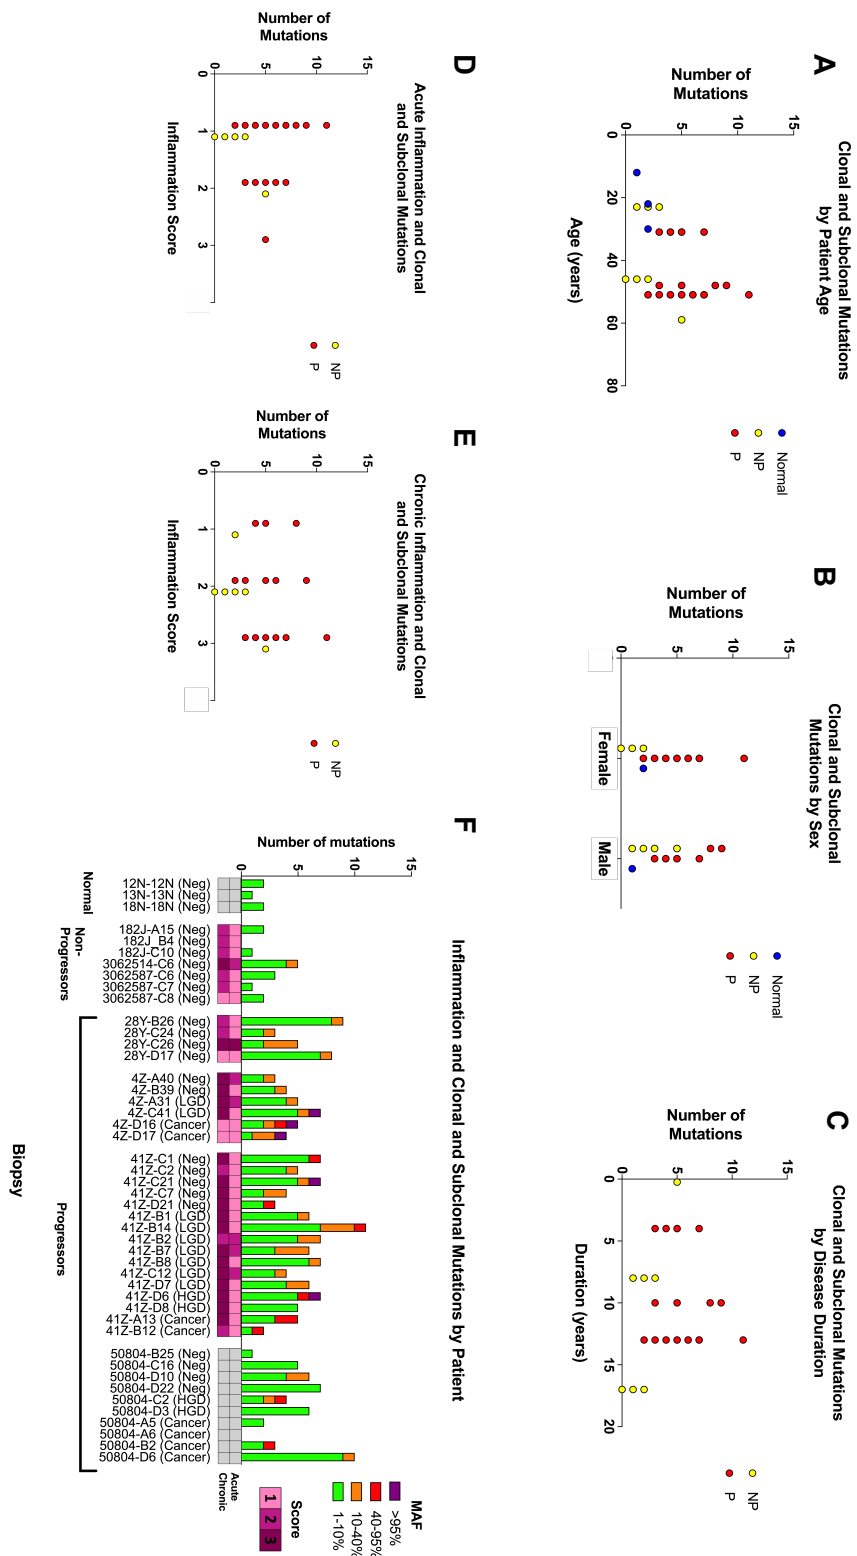 A
Clonal and Subclonal Mutations
by Patient Age
Number of
Mutations
15
10
5
0
0
20
40
60
80
Age (years)
Normal
NP
P
B
Clonal and Subclonal
Mutations by Sex
Number of
Mutations
15
10
5
0
Female
Male
Normal
NP
P
C
Clonal and Subclonal Mutations
by Disease Duration
Number of
Mutations
15
10
5
0
0
5
10
15
20
Duration (years)
NP
P
D
Acute Inflammation and Clonal
and Subclonal Mutations
Number of
Mutations
15
10
5
0
0
1
2
3
Inflammation Score
NP
P
E
Chronic Inflammation and Clonal
and Subclonal Mutations
Number of
Mutations
15
10
5
0
0
1
2
3
Inflammation Score
NP
P
F
Inflammation and Clonal and Subclonal Mutations by Patient
Number of mutations
15
10
5
0
12N-12N (Neg)
13N-13N (Neg)
18N-18N (Neg)
182J-A15 (Neg)
182J_B4 (Neg)
182J-C10 (Neg)
3062514-C6 (Neg)
3062587-C6 (Neg)
3062587-C7 (Neg)
3062587-C8 (Neg)
28Y-B26 (Neg)
28Y-C24 (Neg)
28Y-C26 (Neg)
28Y-D17 (Neg)
4Z-A40 (Neg)
4Z-B39 (Neg)
4Z-A31 (LGD)
4Z-C41 (LGD)
4Z-D16 (Cancer)
4Z-D17 (Cancer)
41Z-C1 (Neg)
41Z-C2 (Neg)
41Z-C21 (Neg)
41Z-C7 (Neg)
41Z-D21 (Neg)
41Z-B1 (LGD)
41Z-B14 (LGD)
41Z-B2 (LGD)
41Z-B7 (LGD)
41Z-B8 (LGD)
41Z-C12 (LGD)
41Z-D7 (LGD)
41Z-D6 (HGD)
41Z-D8 (HGD)
41Z-A13 (Cancer)
41Z-B12 (Cancer)
50804-B25 (Neg)
50804-C16 (Neg)
50804-D10 (Neg)
50804-D22 (Neg)
50804-C2 (HGD)
50804-D3 (HGD)
50804-A5 (Cancer)
50804-A6 (Cancer)
50804-B2 (Cancer)
50804-D6 (Cancer)
Acute
Chronic
Normal
Non-
Progressors
Progressors
Biopsy
MAF
>95%
40-95%
10-40%
1-10%
Score
1
2
3